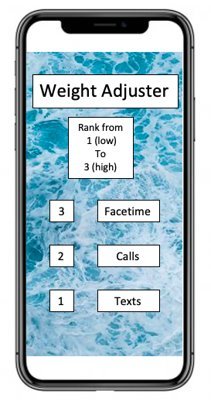 Weight Adjuster
Rank from
1 (low)
To
3 (high)
3 Facetime
2 Calls
1 Texts